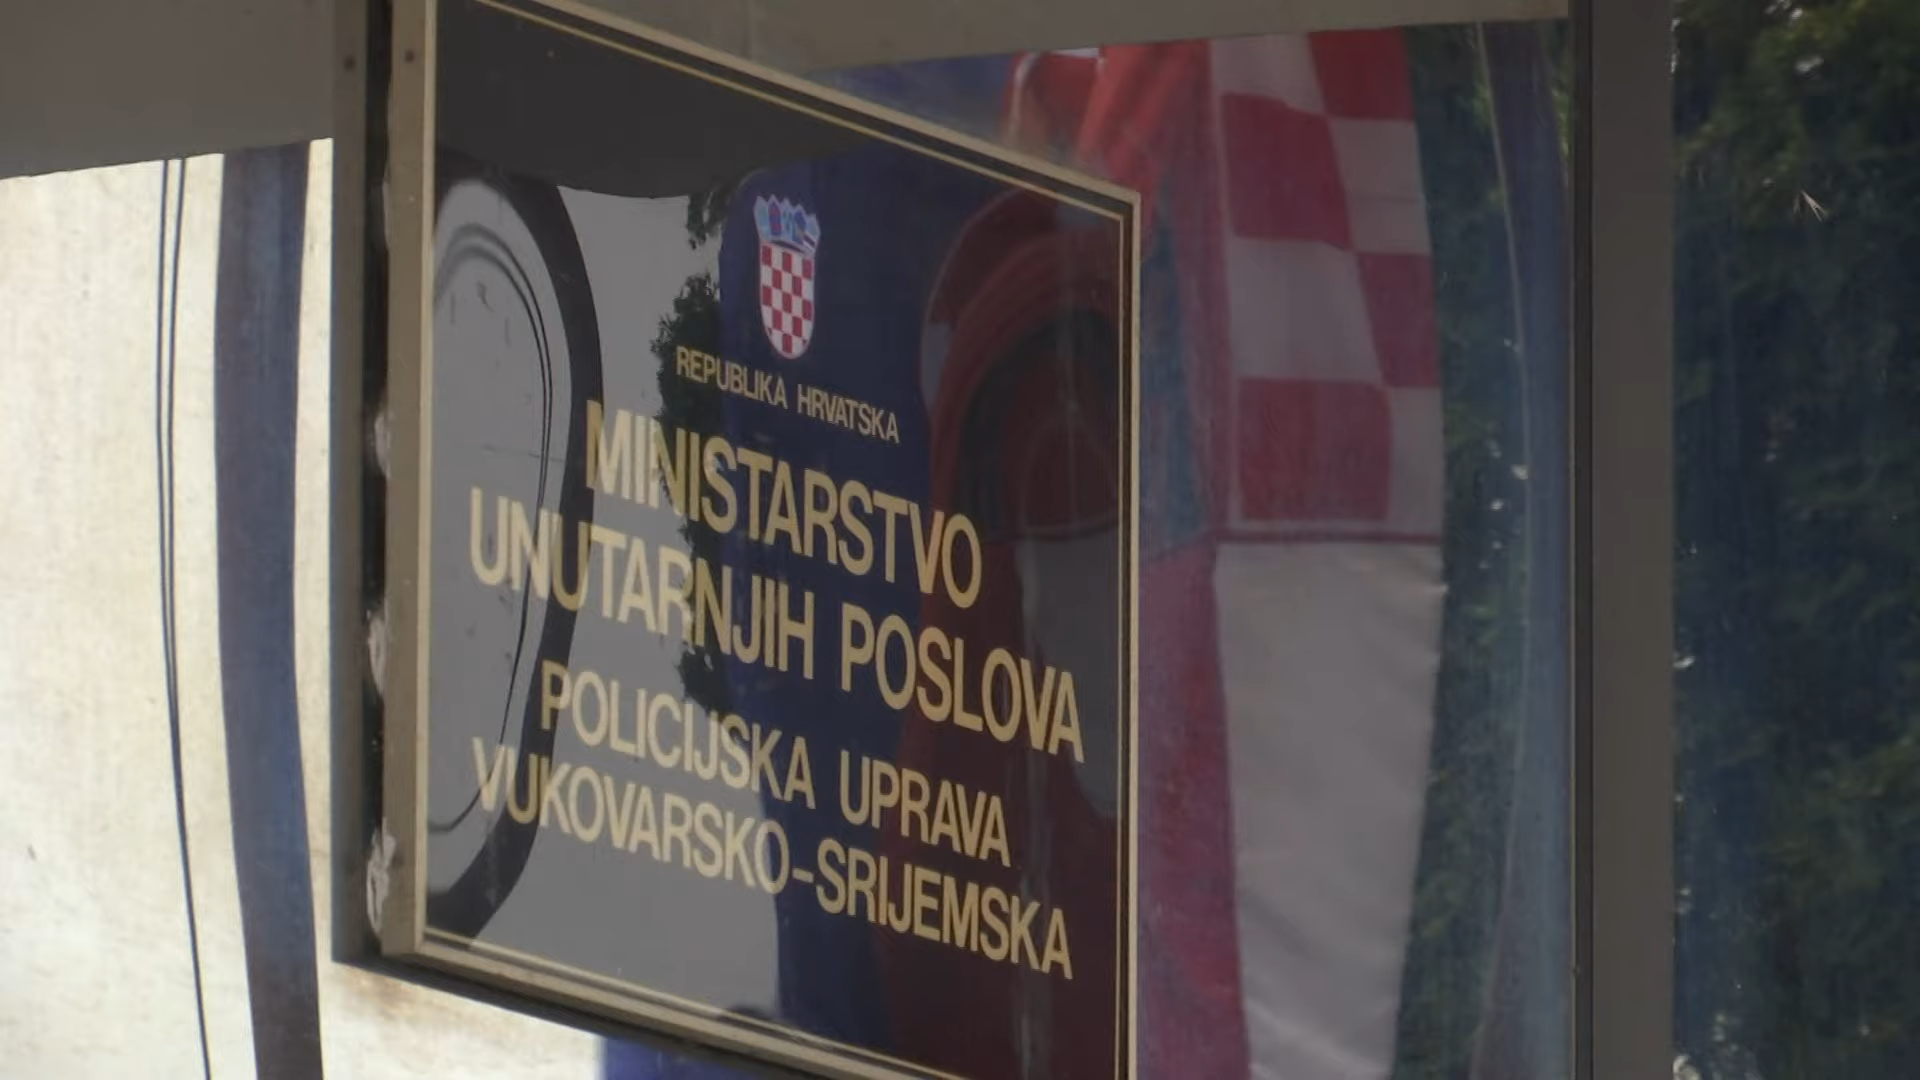 REPUBLIKA HRVATSKA
MINISTARSTVO
UNUTARNJIH POSLOVA
POLICIJSKA UPRAVA
VUKOVARSKO-SRIJEMSKA